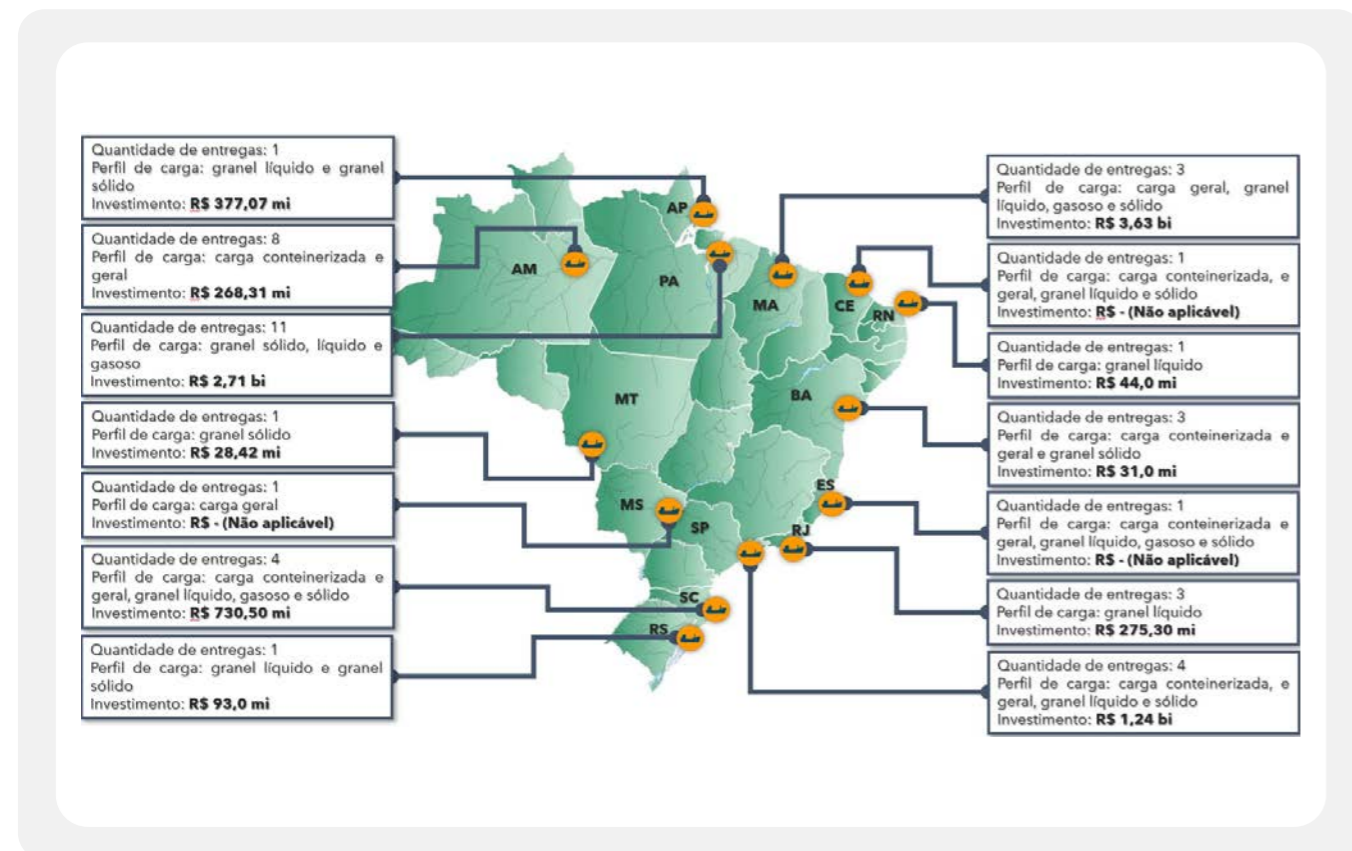 Quantidade de entregas: 1
Perfil de carga: granel líquido e granel
sólido
Investimento: R$ 377,07 mi
Quantidade de entregas: 8
Perfil de carga: carga conteinerizada e
geral
Investimento: R$ 268,31 mi
Quantidade de entregas: 11
Perfil de carga: granel sólido, líquido e
gasoso
Investimento: R$ 2,71 bi
Quantidade de entregas: 1
Perfil de carga: granel sólido
Investimento: R$ 28,42 mi
Quantidade de entregas: 1
Perfil de carga: carga geral
Investimento: R$ - (Não aplicável)
Quantidade de entregas: 4
Perfil de carga: carga conteinerizada e
geral, granel líquido, gasoso e sólido
Investimento: R$ 730,50 mi
Quantidade de entregas: 1
Perfil de carga: granel líquido e granel
sólido
Investimento: R$ 93,0 mi
AP
AM
PA
MA
CE
RN
MT
BA
MS
ES
SP
RJ
SC
RS
Quantidade de entregas: 3
Perfil de carga: carga geral, granel
líquido, gasoso e sólido
Investimento: R$ 3,63 bi
Quantidade de entregas: 1
Perfil de carga: carga conteinerizada, e
geral, granel líquido e sólido
Investimento: R$ - (Não aplicável)
Quantidade de entregas: 1
Perfil de carga: granel líquido
Investimento: R$ 44,0 mi
Quantidade de entregas: 3
Perfil de carga: carga conteinerizada e
geral e granel sólido
Investimento: R$ 31,0 mi
Quantidade de entregas: 1
Perfil de carga: carga conteinerizada e
geral, granel líquido, gasoso e sólido
Investimento: R$ - (Não aplicável)
Quantidade de entregas: 3
Perfil de carga: granel líquido
Investimento: R$ 275,30 mi
Quantidade de entregas: 4
Perfil de carga: carga conteinerizada, e
geral, granel líquido e sólido
Investimento: R$ 1,24 bi